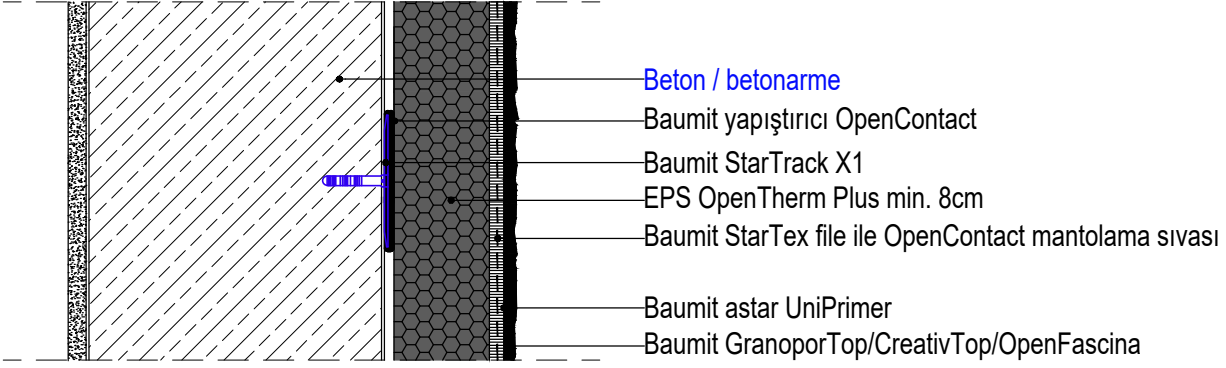 Beton / betonarme
Baumit yapıştırıcı OpenContact
Baumit StarTrack X1
EPS OpenTherm Plus min. 8cm
Baumit StarTex file ile OpenContact mantolama sıvası
Baumit astar UniPrimer
Baumit GranoporTop/CreativTop/OpenFascina